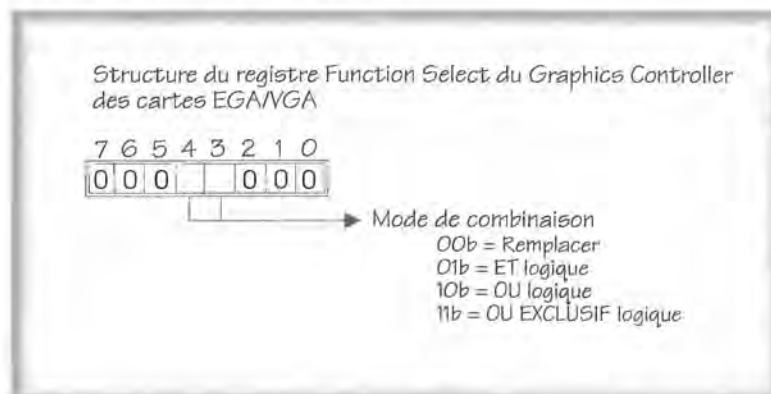 Structure du registre Function Select du Graphics Controller
des cartes EGA/VGA
7 6 5 4 3 2 1 0
0 0 0 0 0 0
Mode de combinaison
00b = Remplacer
01b = ET logique
10b = OU logique
11b = OU EXCLUSIF logique